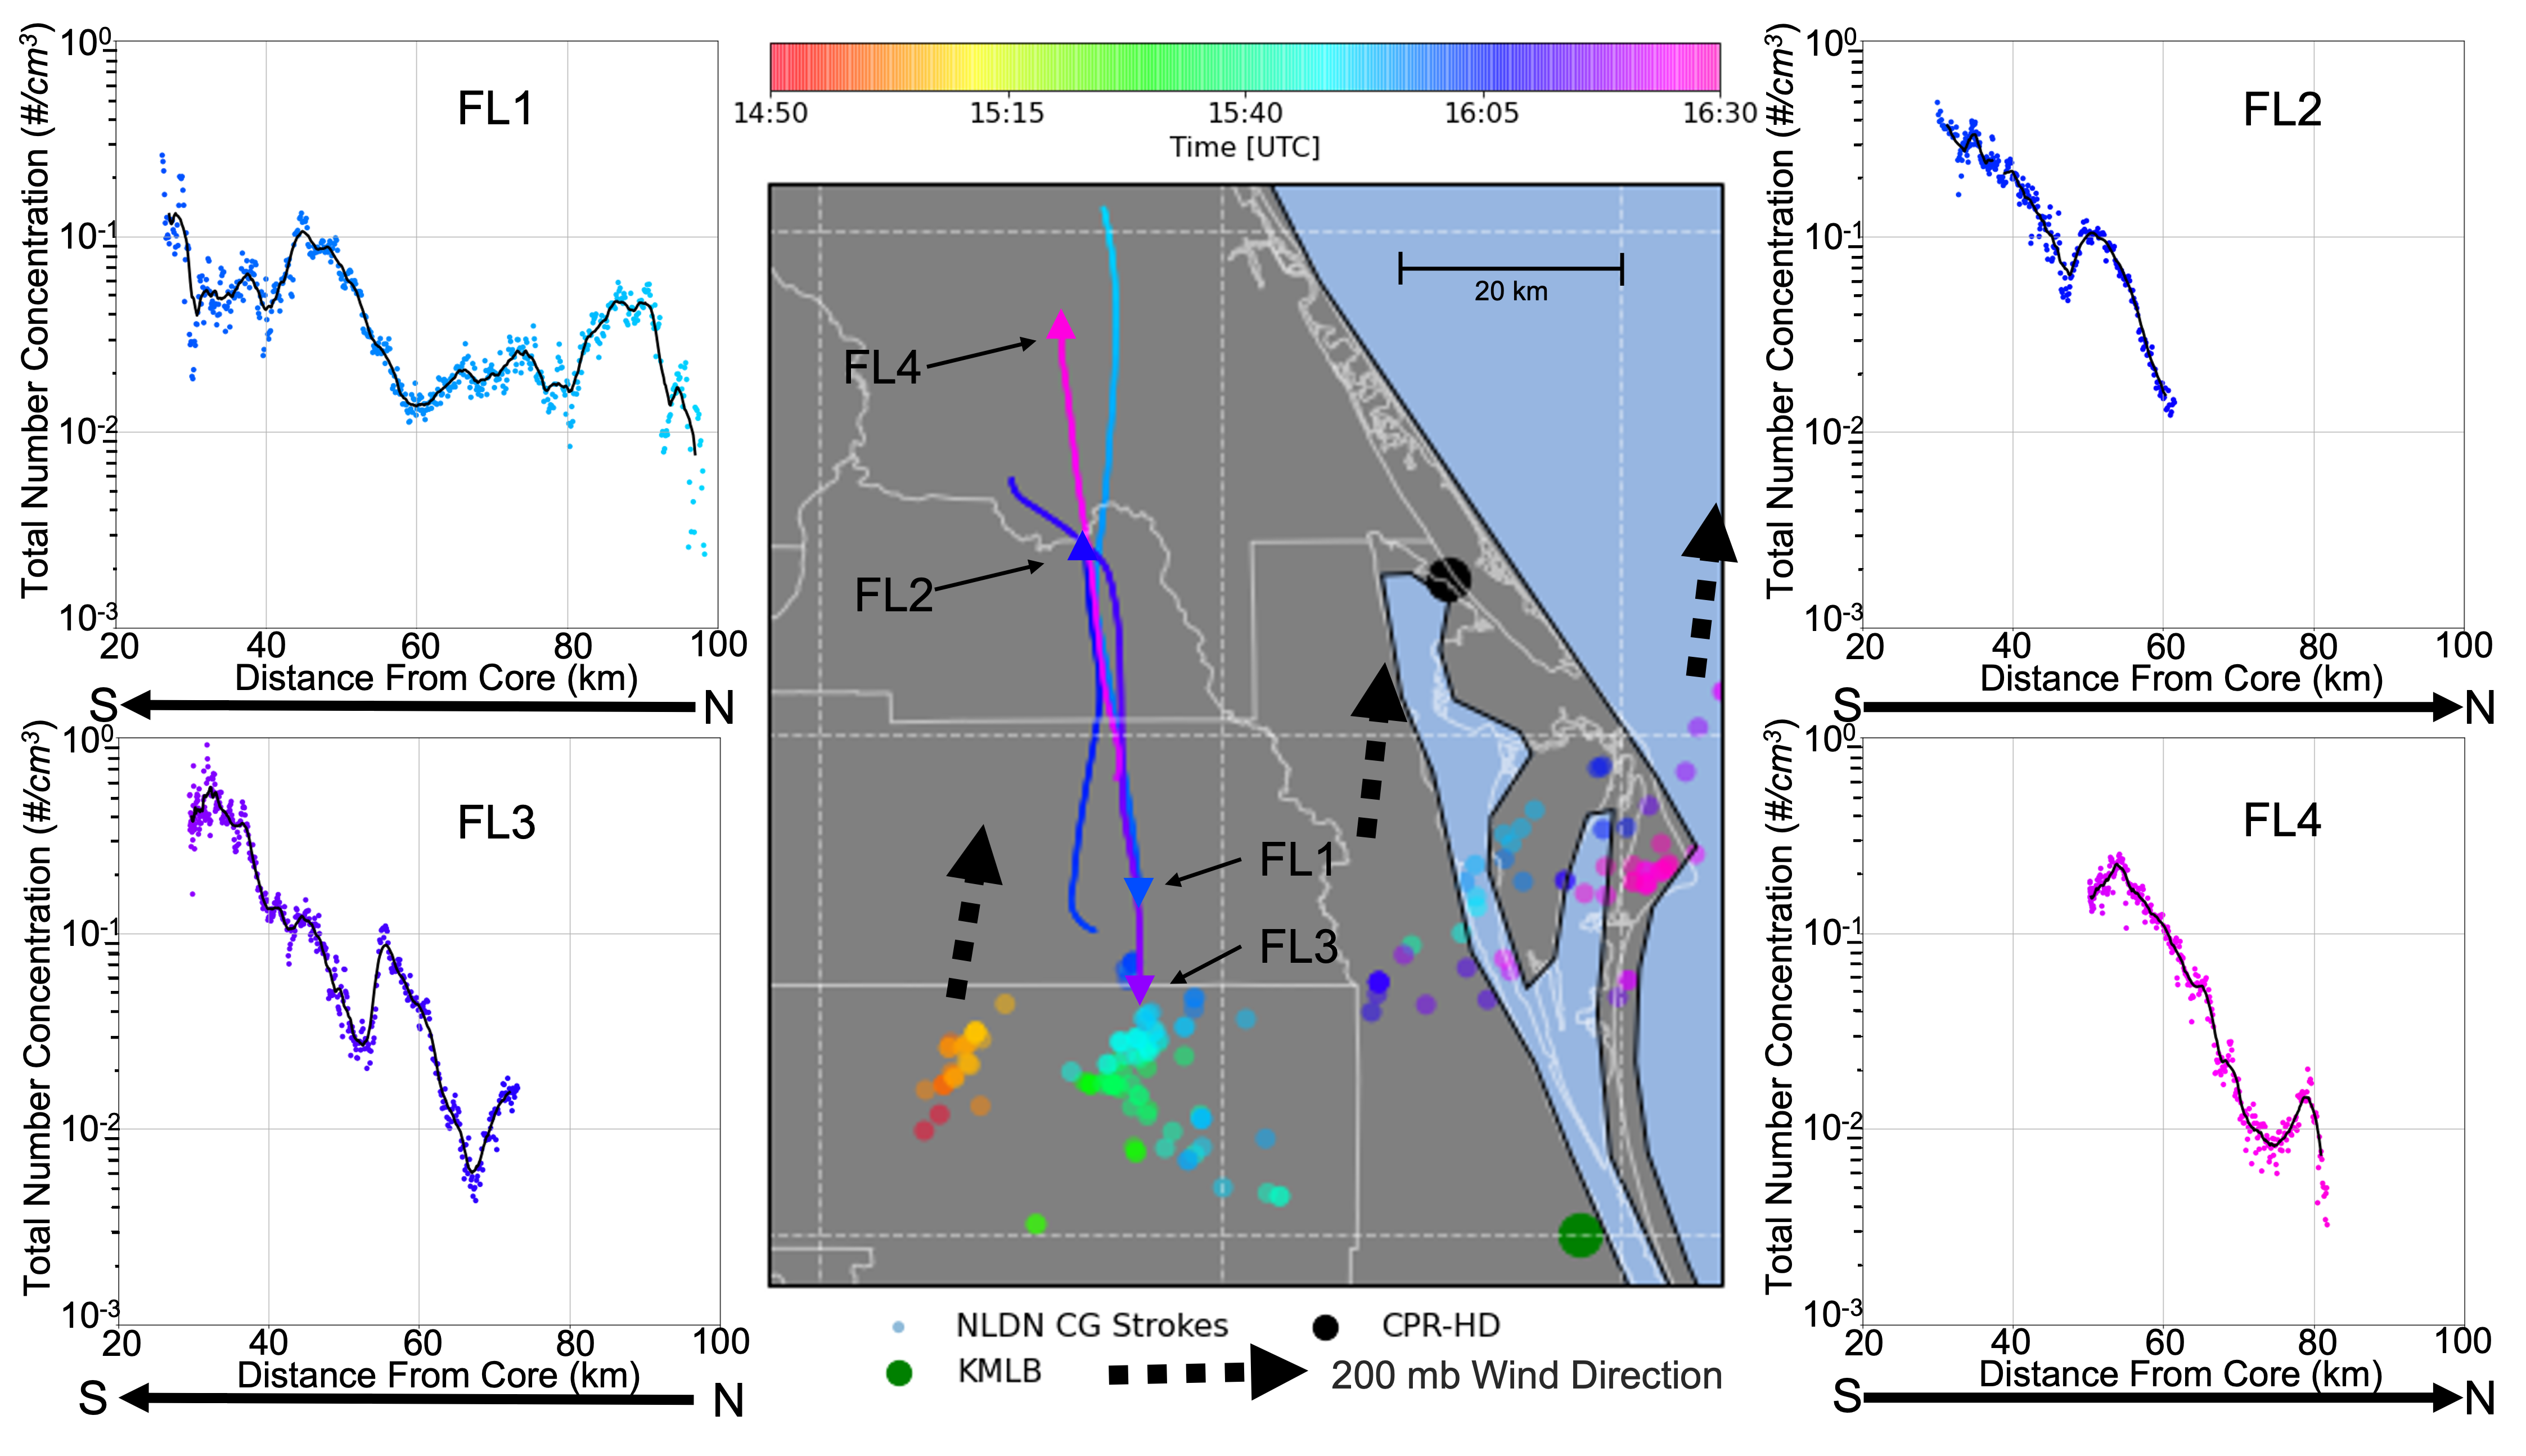 FL1
Total Number Concentration (#/cm³)
10⁰
10⁻¹
10⁻²
10⁻³
20 40 60 80 100
Distance From Core (km)
S N
14:50 15:15 15:40 16:05 16:30
Time [UTC]
FL2
Total Number Concentration (#/cm³)
10⁰
10⁻¹
10⁻²
10⁻³
20 40 60 80 100
Distance From Core (km)
S N
20 km
FL4
FL2
FL1
FL3
FL3
Total Number Concentration (#/cm³)
10⁰
10⁻¹
10⁻²
10⁻³
20 40 60 80 100
Distance From Core (km)
S N
FL4
Total Number Concentration (#/cm³)
10⁰
10⁻¹
10⁻²
10⁻³
20 40 60 80 100
Distance From Core (km)
S N
NLDN CG Strokes CPR-HD
KMLB 200 mb Wind Direction